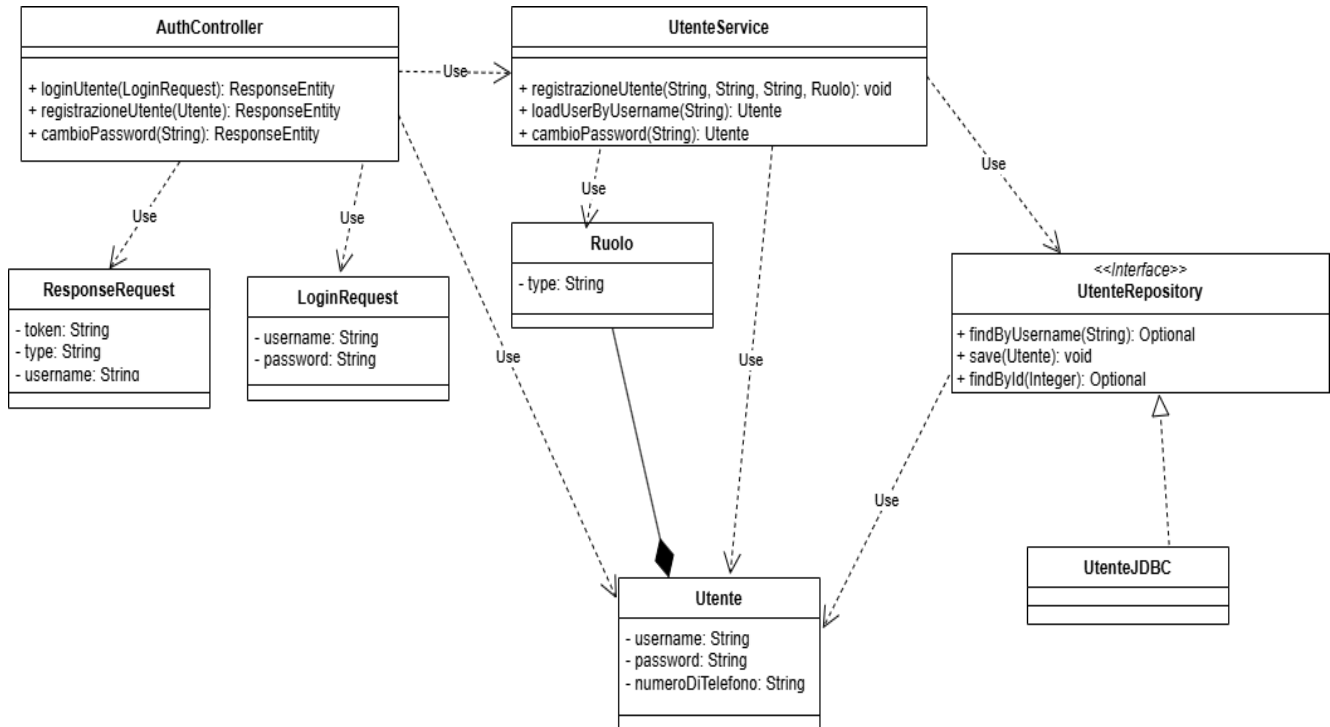 AuthController
+ loginUtente(LoginRequest): ResponseEntity
+ registrazioneUtente(Utente): ResponseEntity
+ cambioPassword(String): ResponseEntity
Use
UtenteService
+ registrazioneUtente(String, String, String, Ruolo): void
+ loadUserByUsername(String): Utente
+ cambioPassword(String): Utente
Use
Use
Use
Use
ResponseRequest
- token: String
- type: String
- username: String
LoginRequest
- username: String
- password: String
Ruolo
- type: String
<<Interface>>
UtenteRepository
+ findByUsername(String): Optional
+ save(Utente): void
+ findById(Integer): Optional
Use
Use
Use
UtenteJDBC
Utente
- username: String
- password: String
- numeroDiTelefono: String